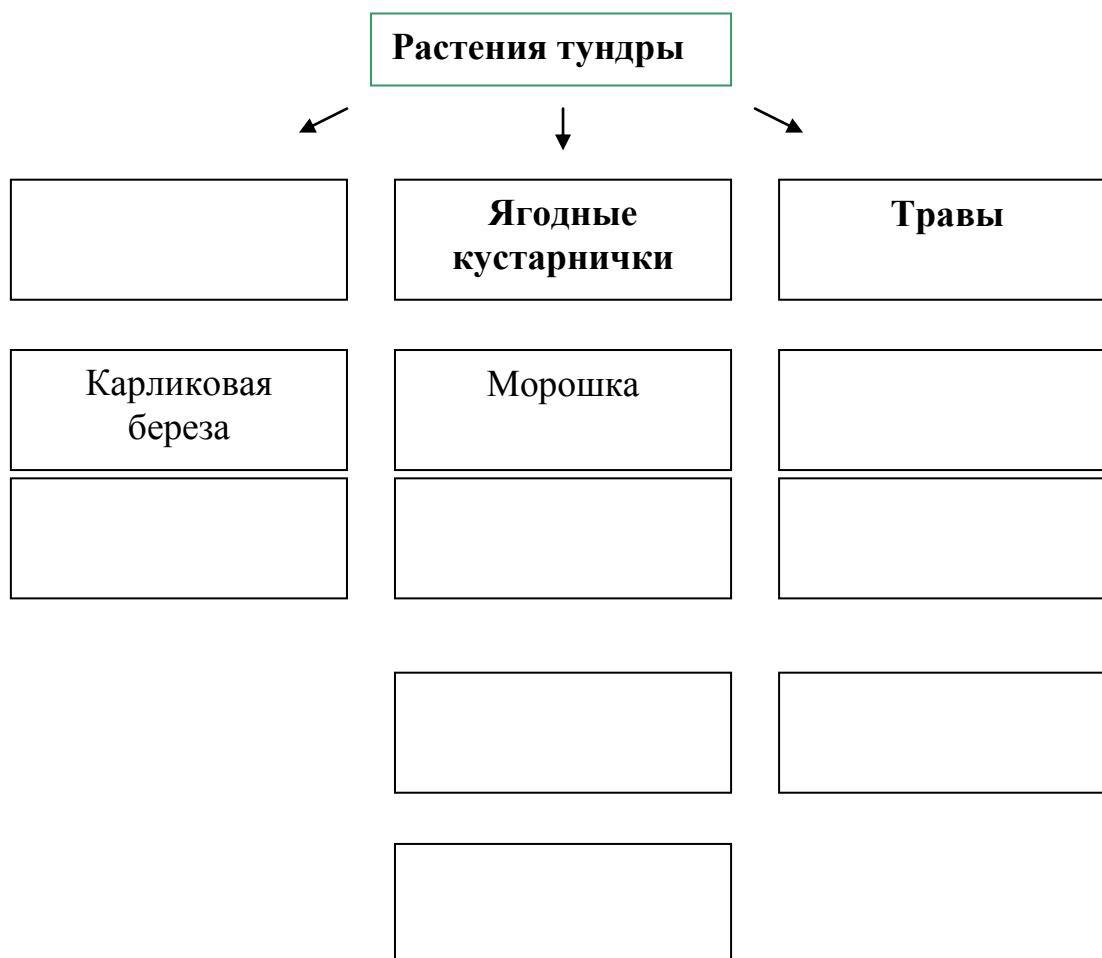 Растения тундры
Ягодные
кустарнички
Травы
Карликовая
береза
Морошка